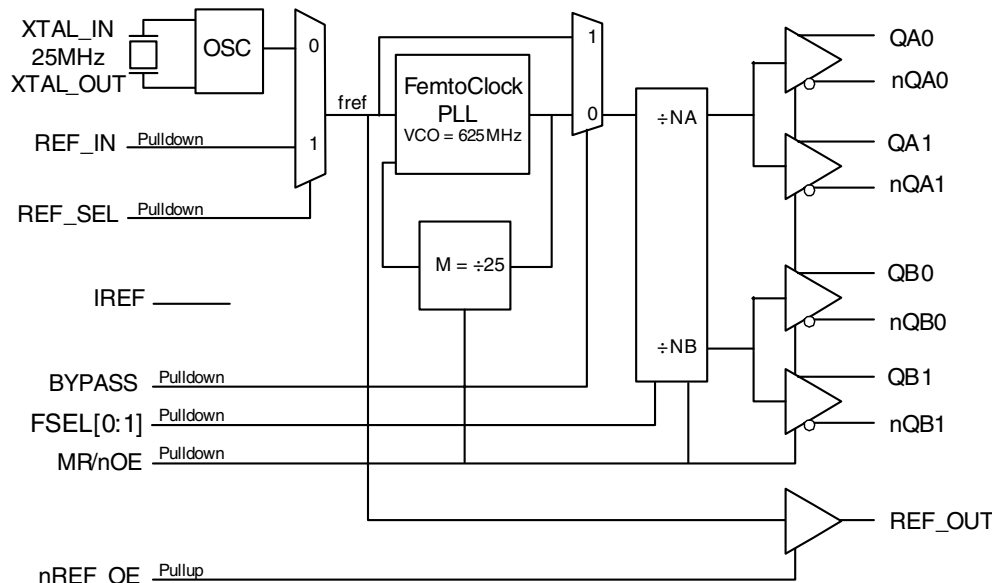 XTAL_IN
25MHz
XTAL_OUT
OSC
0
1
REF_IN Pulldown
REF_SEL Pulldown
fref
FemtoClock
PLL
VCO = 625MHz
1
0
M = ÷25
÷NA
÷NB
IREF
BYPASS Pulldown
FSEL[0:1] Pulldown
MR/nOE Pulldown
nREF_OE Pullup
QA0
nQA0
QA1
nQA1
QB0
nQB0
QB1
nQB1
REF_OUT